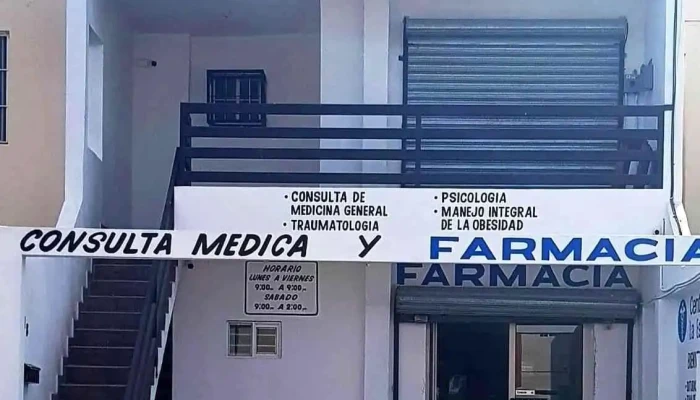 · CONSULTA DE
MEDICINA GENERAL
· TRAUMATOLOGIA
· PSICOLOGIA
· MANEJO INTEGRAL
DE LA OBESIDAD
CONSULTA MEDICA Y FARMACIA
FARMACIA
HORARIO
LUNES A VIERNES
9:00 A 9:00
SABADO
9:00 A 2:00